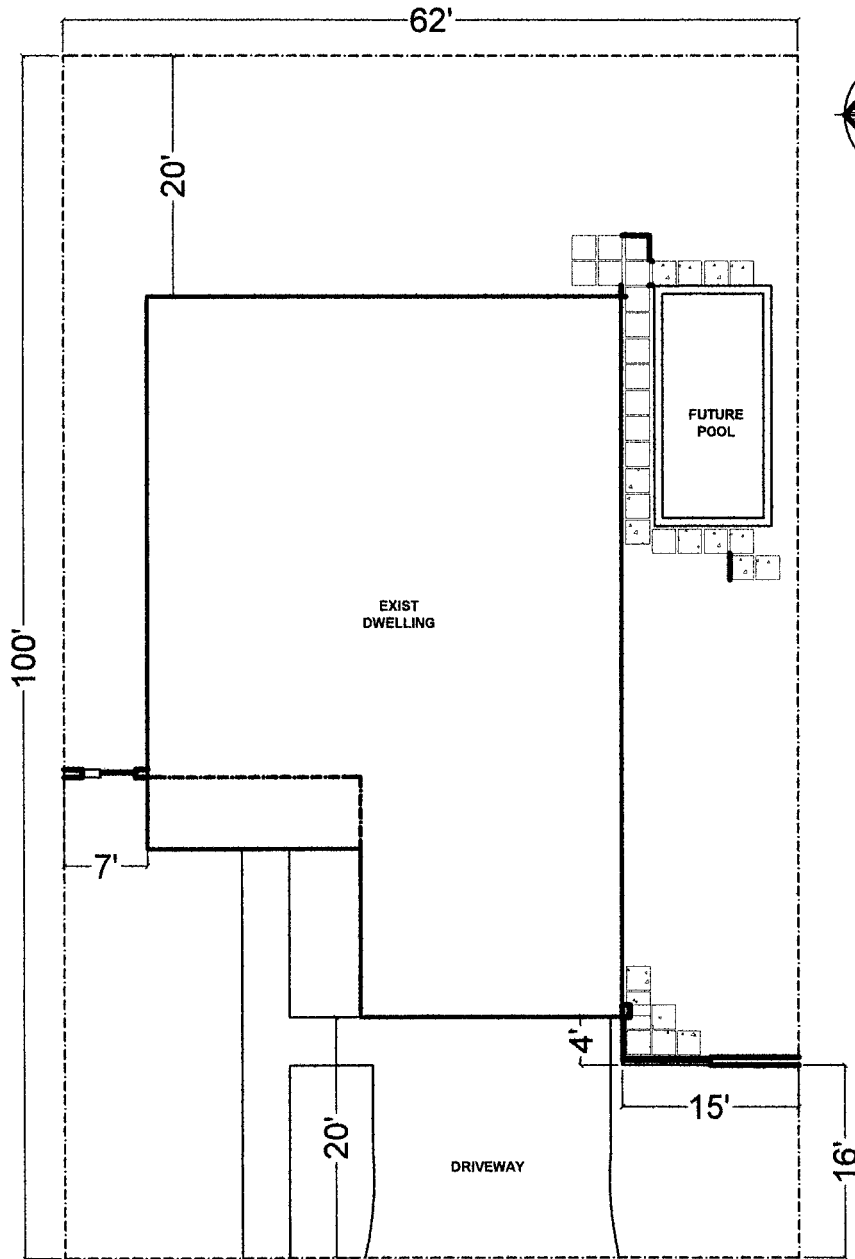 62'
20'
FUTURE
POOL
EXIST
DWELLING
100'
7'
4'
15'
20'
DRIVEWAY
16'